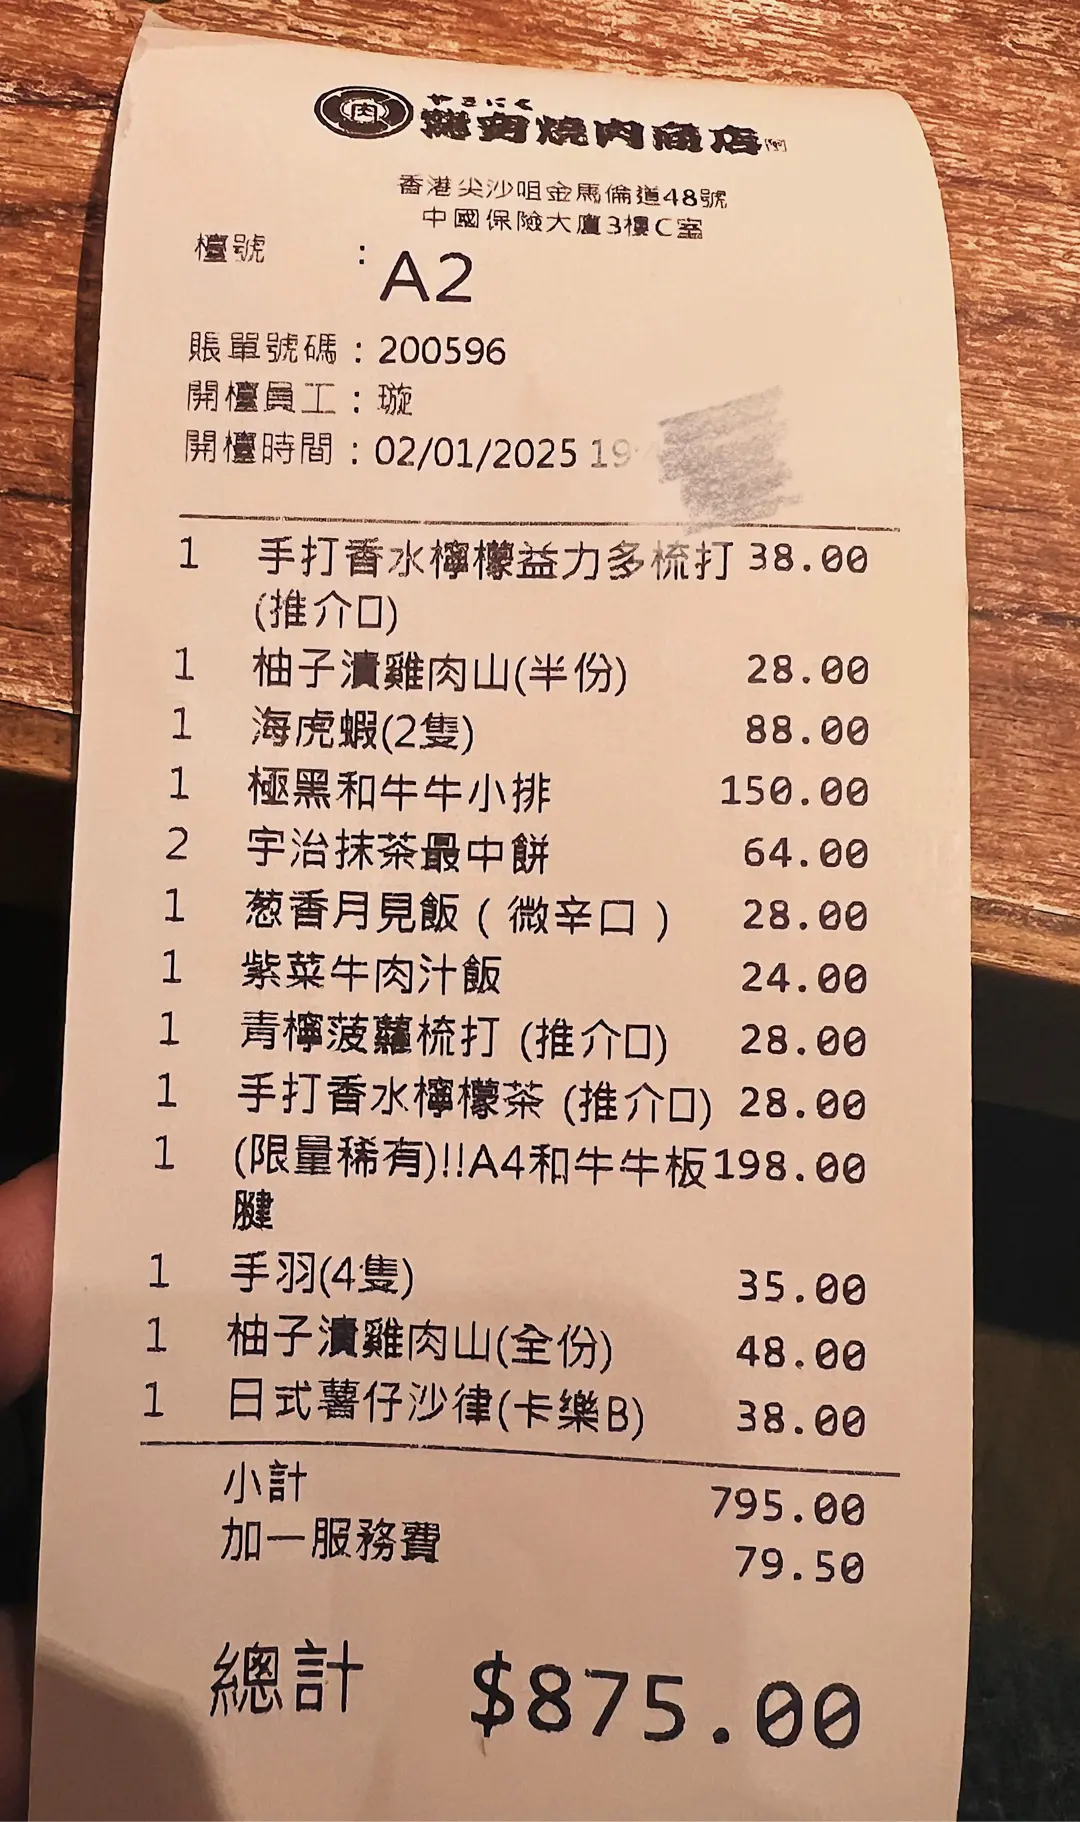 肉 やきにく
燒肉商店
香港尖沙咀金馬倫道48號
中國保險大廈3樓C室
檯號 : A2
賬單號碼 : 200596
開檯員工 : 璇
開檯時間 : 02/01/2025 19
1 手打香水檸檬益力多梳打 38.00
(推介口)
1 柚子漬雞肉山(半份) 28.00
1 海虎蝦(2隻) 88.00
1 極黑和牛牛小排 150.00
2 宇治抹茶最中餅 64.00
1 葱香月見飯 ( 微辛口 ) 28.00
1 紫菜牛肉汁飯 24.00
1 青檸菠蘿梳打 (推介口) 28.00
1 手打香水檸檬茶 (推介口) 28.00
1 (限量稀有)!!A4和牛牛板 198.00
腱
1 手羽(4隻) 35.00
1 柚子漬雞肉山(全份) 48.00
1 日式薯仔沙律(卡樂B) 38.00
小計 795.00
加一服務費 79.50
總計 $875.00